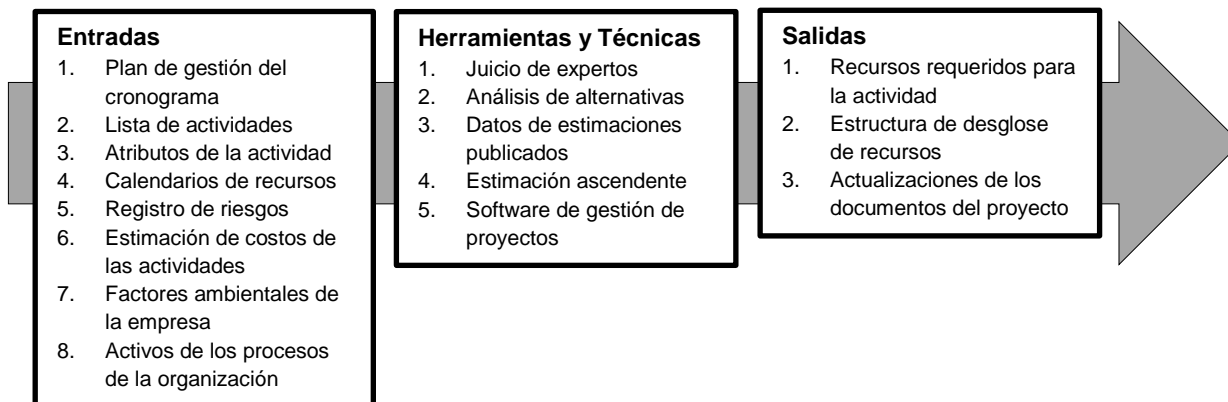 Entradas
1. Plan de gestión del
cronograma
2. Lista de actividades
3. Atributos de la actividad
4. Calendarios de recursos
5. Registro de riesgos
6. Estimación de costos de
las actividades
7. Factores ambientales de
la empresa
8. Activos de los procesos
de la organización
Herramientas y Técnicas
1. Juicio de expertos
2. Análisis de alternativas
3. Datos de estimaciones
publicados
4. Estimación ascendente
5. Software de gestión de
proyectos
Salidas
1. Recursos requeridos para
la actividad
2. Estructura de desglose
de recursos
3. Actualizaciones de los
documentos del proyecto